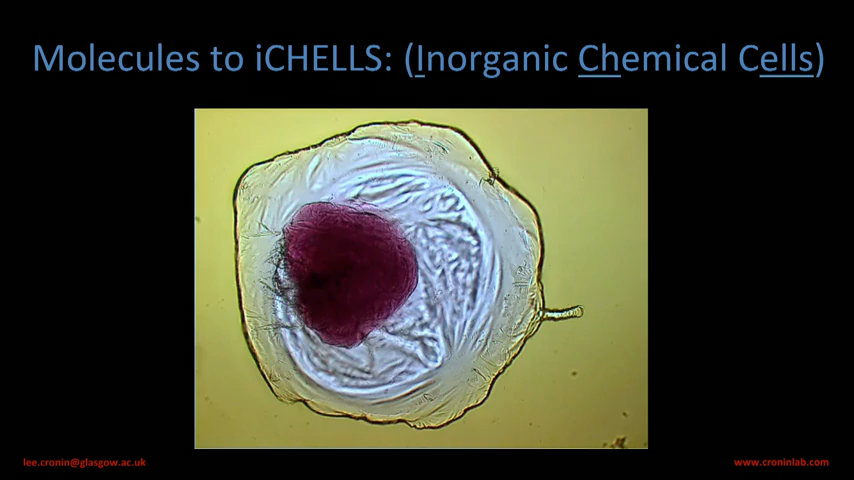 Molecules to iCHELLS: (Inorganic Chemical Cells)
lee.cronin@glasgow.ac.uk
www.croninlab.com